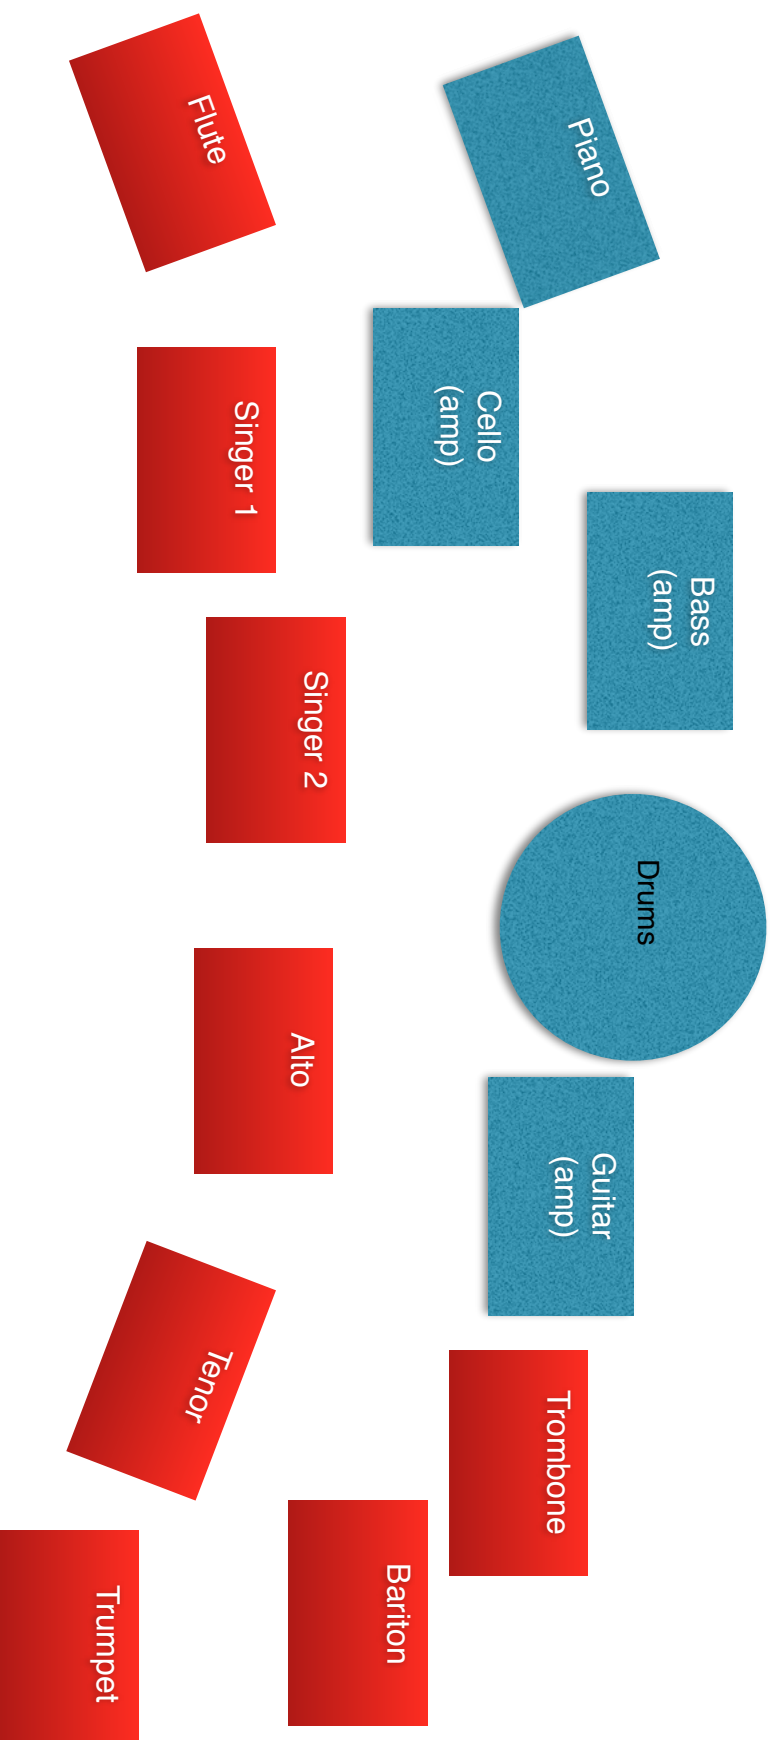 Flute
Piano
Singer 1
Cello
(amp)
Bass
(amp)
Singer 2
Drums
Alto
Guitar
(amp)
Tenor
Trombone
Bariton
Trumpet